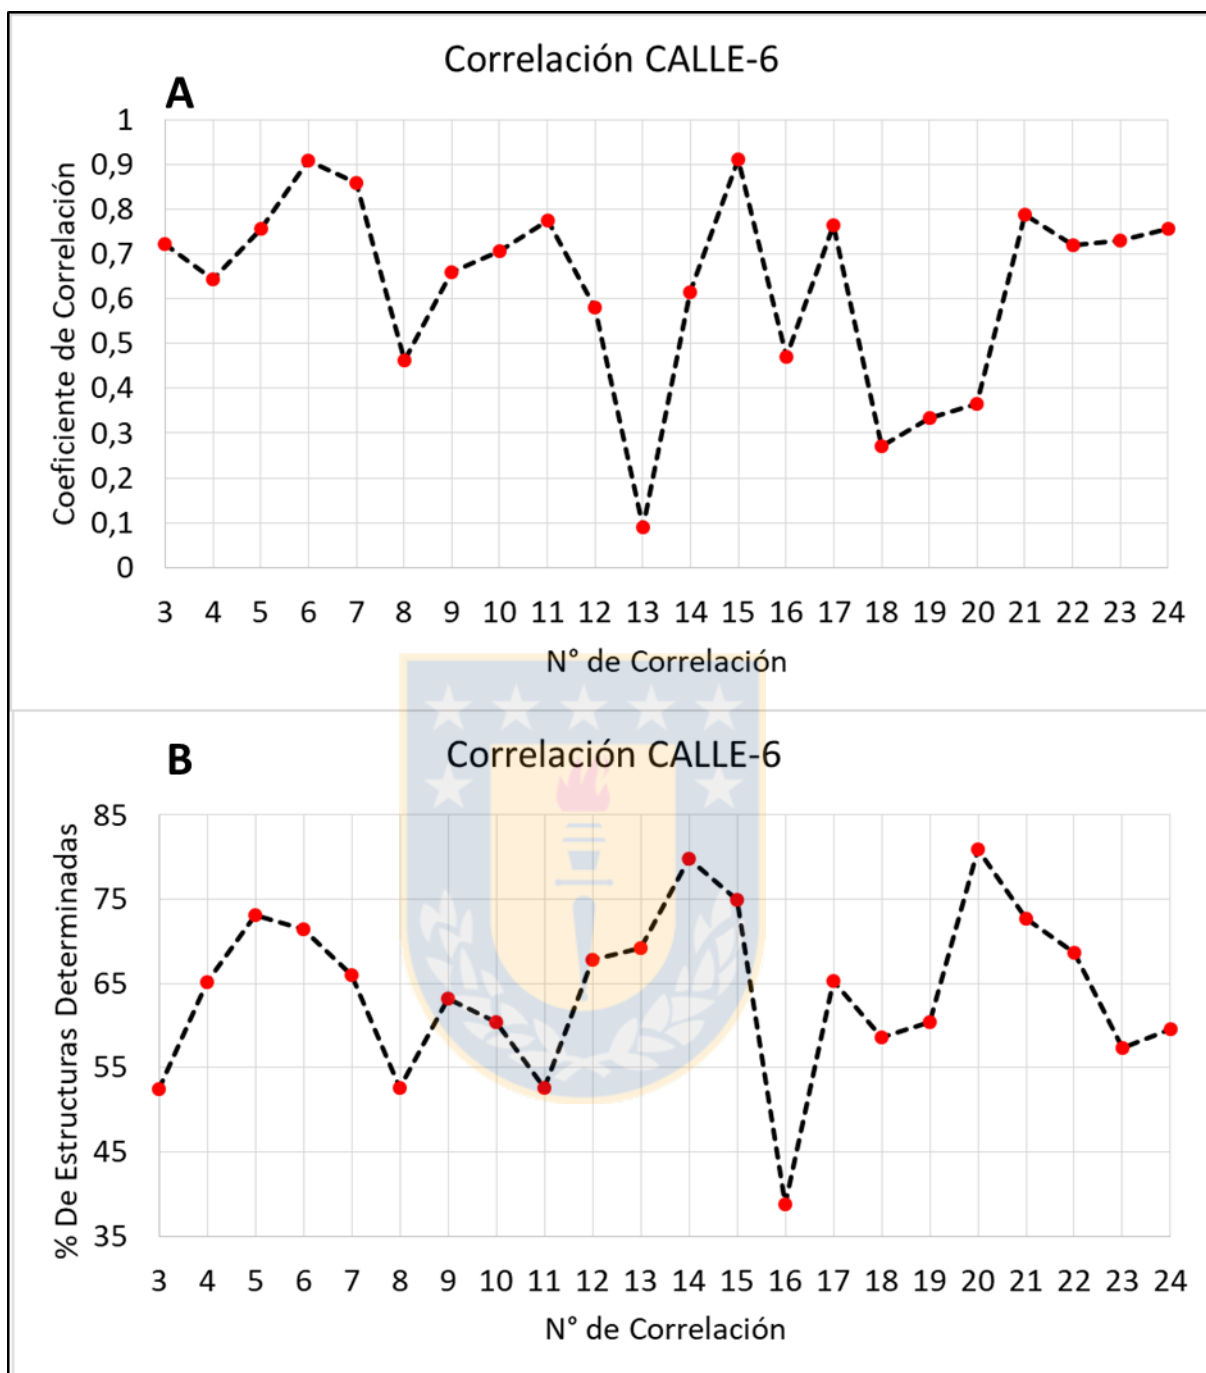 Correlación CALLE-6
A
Coeficiente de Correlación
1
0,9
0,8
0,7
0,6
0,5
0,4
0,3
0,2
0,1
0
3 4 5 6 7 8 9 10 11 12 13 14 15 16 17 18 19 20 21 22 23 24
N° de Correlación
Correlación CALLE-6
B
% De Estructuras Determinadas
85
75
65
55
45
35
3 4 5 6 7 8 9 10 11 12 13 14 15 16 17 18 19 20 21 22 23 24
N° de Correlación